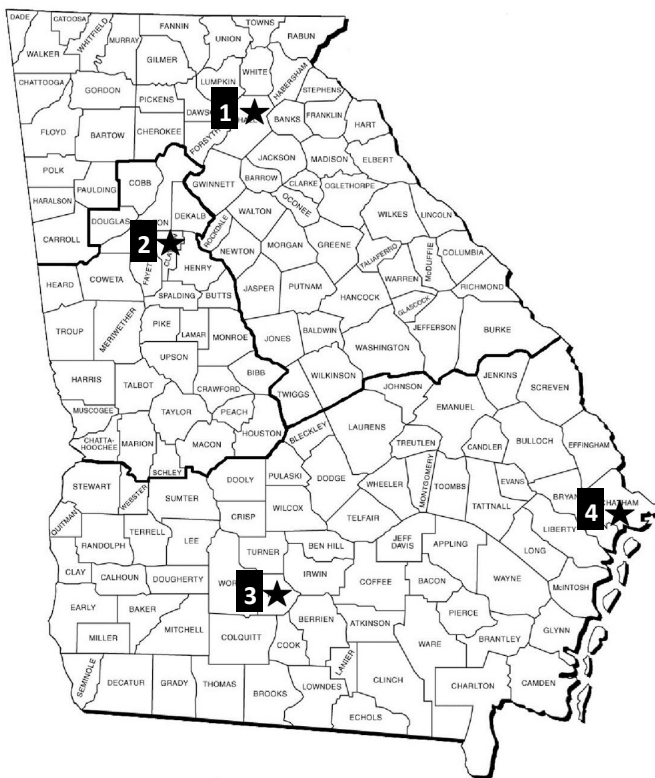 DADE
CATOOSA
WHITFIELD
MURRAY
FANNIN
UNION
TOWNS
RABUN
WALKER
GILMER
LUMPKIN
WHITE
HABERSHAM
STEPHENS
CHATTOOGA
GORDON
PICKENS
DAWS
1
BANKS
FRANKLIN
HART
FLOYD
BARTOW
CHEROKEE
FORSYTH
JACKSON
MADISON
ELBERT
POLK
PAULDING
COBB
GWINNETT
BARROW
CLARKE
OGLETHORPE
HARALSON
OCONEE
DOUGLAS
DEKALB
ROCKDALE
WALTON
WILKES
LINCOLN
CARROLL
2
NEWTON
MORGAN
GREENE
TALIAFERRO
McDUFFIE
COLUMBIA
HEARD
COWETA
HENRY
WARREN
RICHMOND
SPALDING
BUTTS
JASPER
PUTNAM
HANCOCK
GLASCOCK
TROUP
MERIWETHER
PIKE
LAMAR
MONROE
JONES
BALDWIN
JEFFERSON
BURKE
UPSON
WASHINGTON
HARRIS
TALBOT
BIBB
CRAWFORD
TWIGGS
WILKINSON
JOHNSON
JENKINS
SCREVEN
MUSCOGEE
TAYLOR
PEACH
EMANUEL
CHATTA-
HOOCHEE
MARION
MACON
HOUSTON
BLECKLEY
LAURENS
TREUTLEN
CANDLER
BULLOCH
EFFINGHAM
SCHLEY
DOOLY
STEWART
WEBSTER
SUMTER
PULASKI
DODGE
WHEELER
MONTGOMERY
TOOMBS
EVANS
BRYAN
4
CHATHAM
QUITMAN
CRISP
WILCOX
TELFAIR
TATTNALL
LIBERTY
RANDOLPH
TERRELL
LEE
TURNER
BEN HILL
JEFF
DAVIS
APPLING
LONG
CLAY
CALHOUN
DOUGHERTY
WOR
3
IRWIN
COFFEE
BACON
WAYNE
McINTOSH
EARLY
BAKER
MITCHELL
COLQUITT
BERRIEN
ATKINSON
PIERCE
MILLER
COOK
WARE
BRANTLEY
GLYNN
LANIER
SEMINOLE
DECATUR
GRADY
THOMAS
BROOKS
LOWNDES
CLINCH
CHARLTON
CAMDEN
ECHOLS